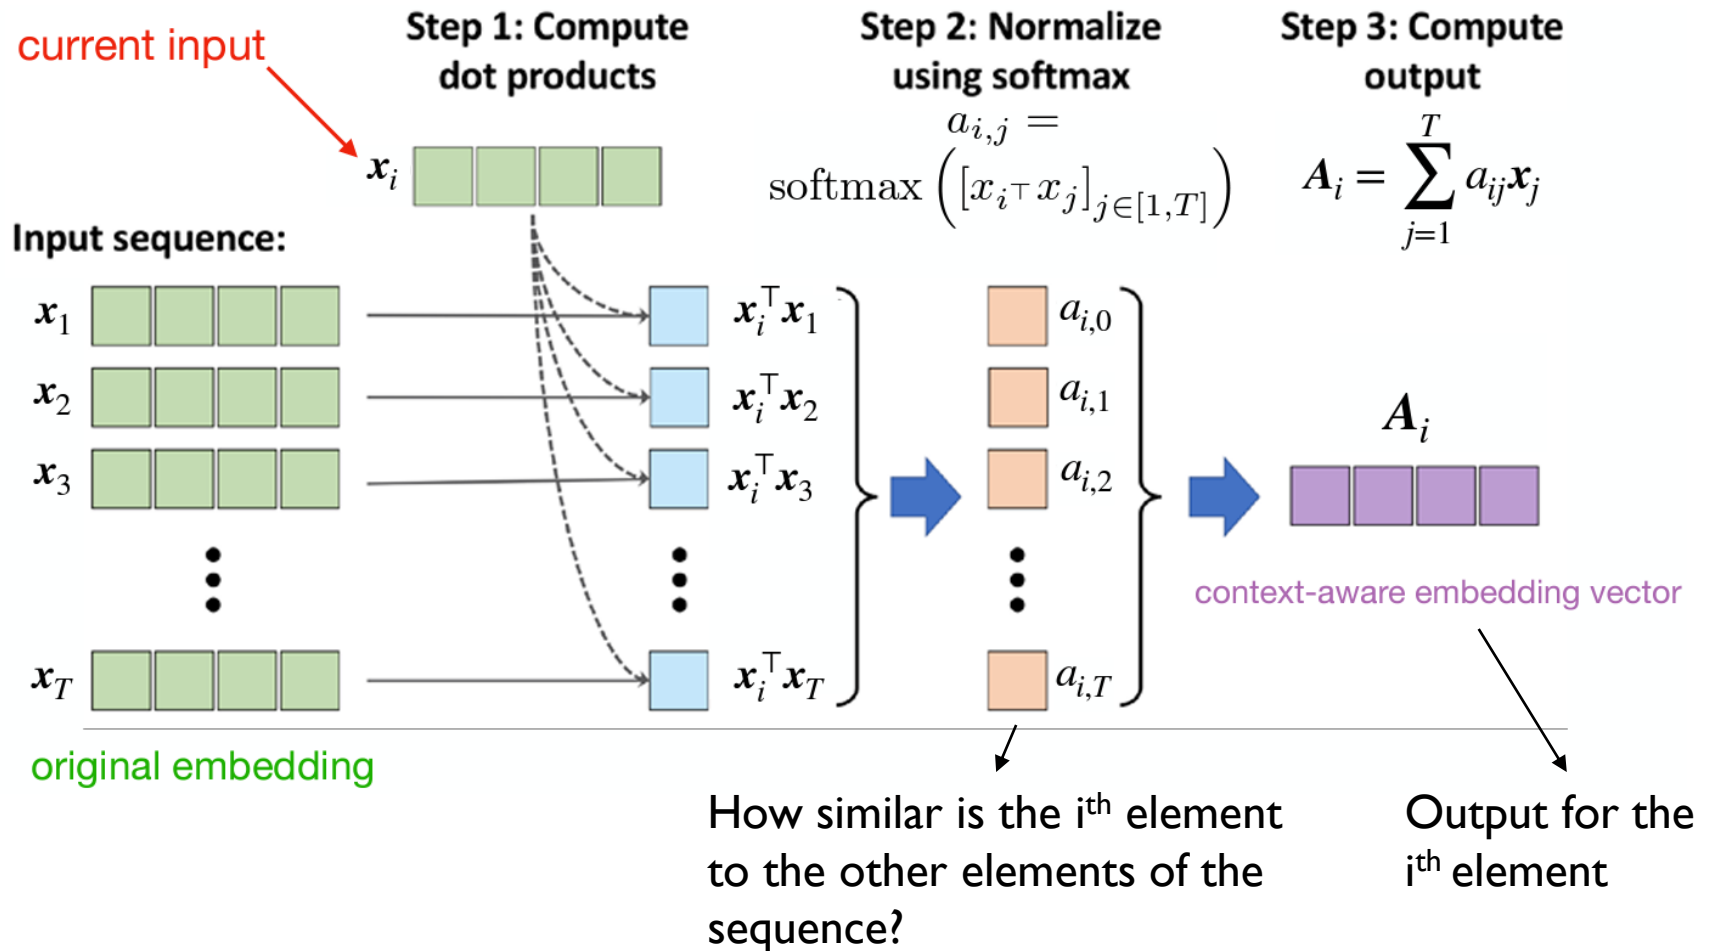 current input
Step 1: Compute
dot products
Step 2: Normalize
using softmax
Step 3: Compute
output
a_{i,j} =
softmax ([x_{i^⊤} x_j]_{j∈[1,T]})
A_i = \sum_{j=1}^{T} a_{ij} x_j
x_i
Input sequence:
x_1
x_i^⊤ x_1
a_{i,0}
x_2
x_i^⊤ x_2
a_{i,1}
A_i
x_3
x_i^⊤ x_3
a_{i,2}
context-aware embedding vector
x_T
x_i^⊤ x_T
a_{i,T}
original embedding
How similar is the i^{th} element
to the other elements of the
sequence?
Output for the
i^{th} element